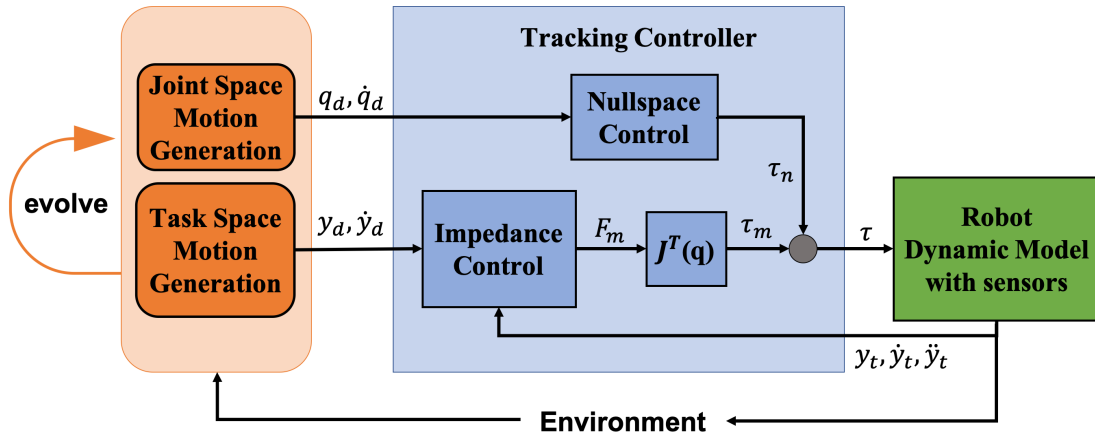 Tracking Controller
Joint Space
Motion
Generation
q_d, q̇_d
Nullspace
Control
τ_n
evolve
Task Space
Motion
Generation
y_d, ẏ_d
Impedance
Control
F_m
J^T(q)
τ_m
τ
Robot
Dynamic Model
with sensors
y_t, ẏ_t, ÿ_t
Environment